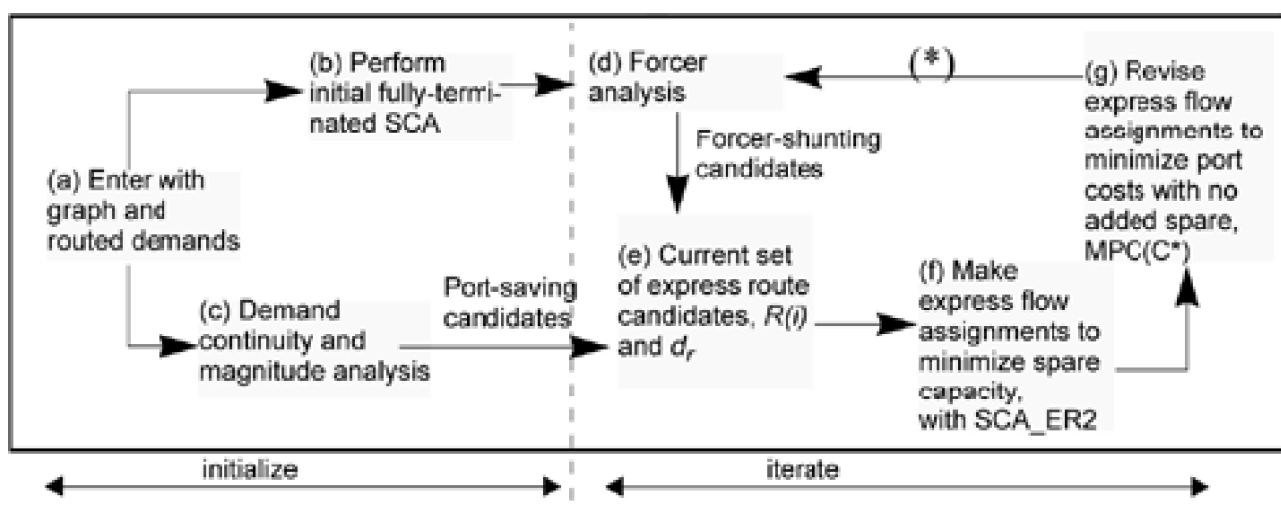 (a) Enter with
graph and
routed demands
(b) Perform
initial fully-termi-
nated SCA
(c) Demand
continuity and
magnitude analysis
Port-saving
candidates
(d) Forcer
analysis
Forcer-shunting
candidates
(e) Current set
of express route
candidates, R(i)
and dr
(f) Make
express flow
assignments to
minimize spare
capacity,
with SCA_ER2
(g) Revise
express flow
assignments to
minimize port
costs with no
added spare,
MPC(C*)
(*)
initialize
iterate